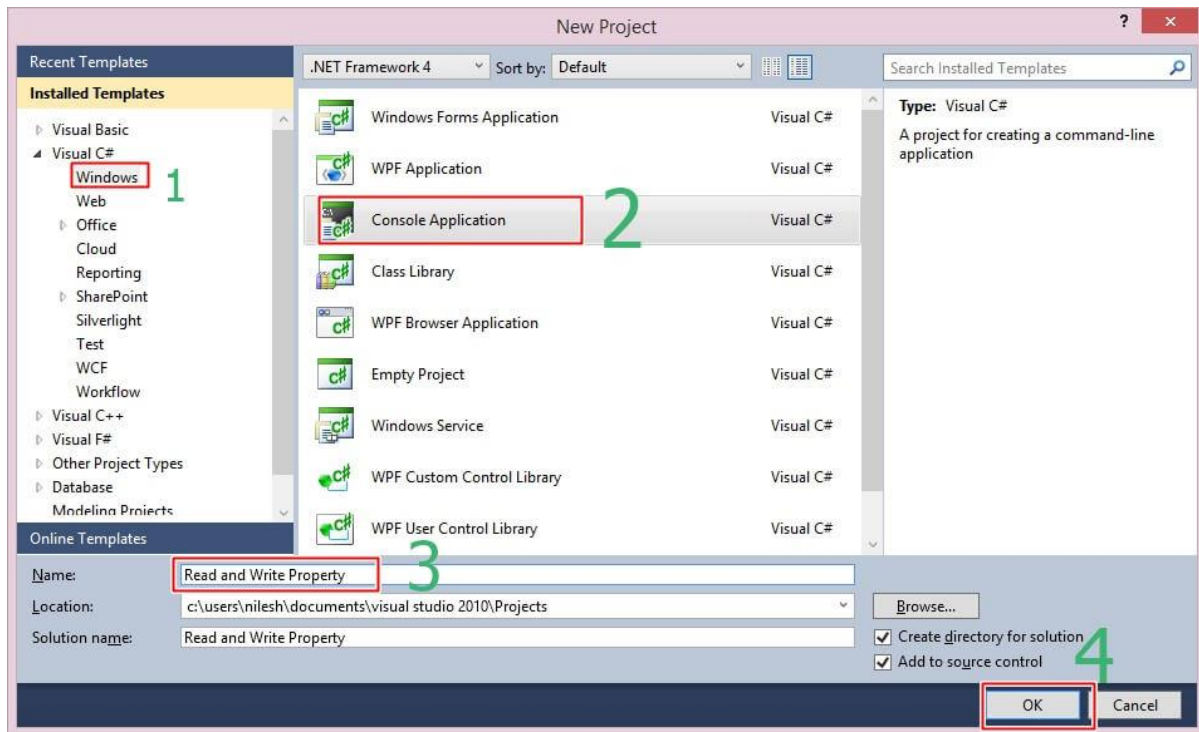 New Project
?
Recent Templates
Installed Templates
Visual Basic
Visual C#
Windows
1
Web
Office
Cloud
Reporting
SharePoint
Silverlight
Test
WCF
Workflow
Visual C++
Visual F#
Other Project Types
Database
Modeling Projects
Online Templates
.NET Framework 4
Sort by: Default
Windows Forms Application Visual C#
WPF Application Visual C#
Console Application Visual C#
2
Class Library Visual C#
WPF Browser Application Visual C#
Empty Project Visual C#
Windows Service Visual C#
WPF Custom Control Library Visual C#
WPF User Control Library Visual C#
Search Installed Templates
Type: Visual C#
A project for creating a command-line
application
Name: Read and Write Property
3
Location: c:\users\nilesh\documents\visual studio 2010\Projects
Browse...
Solution name: Read and Write Property
Create directory for solution
Add to source control
4
OK Cancel